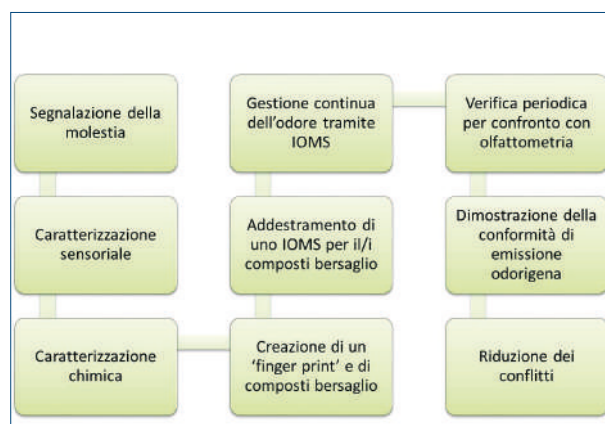 Segnalazione della
molestia
Caratterizzazione
sensoriale
Caratterizzazione
chimica
Creazione di un
'finger print' e di
composti bersaglio
Addestramento di
uno IOMS per il/i
composti bersaglio
Gestione continua
dell'odore tramite
IOMS
Verifica periodica
per confronto con
olfattometria
Dimostrazione della
conformità di
emissione
odorigena
Riduzione dei
conflitti